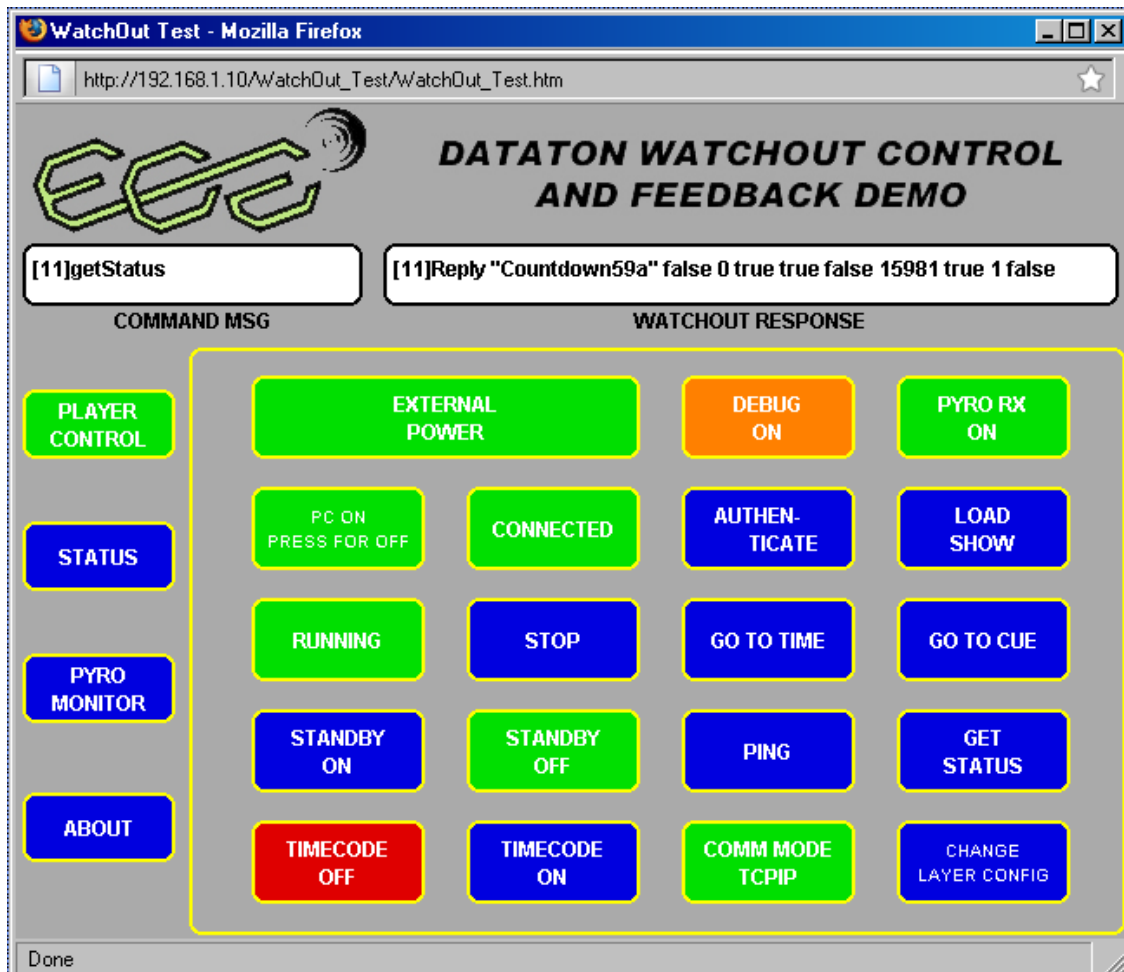 WatchOut Test - Mozilla Firefox
http://192.168.1.10/WatchOut_Test/WatchOut_Test.htm
DATATON WATCHOUT CONTROL
AND FEEDBACK DEMO
[11]getStatus
[11]Reply "Countdown59a" false 0 true true false 15981 true 1 false
COMMAND MSG
WATCHOUT RESPONSE
PLAYER
CONTROL
STATUS
PYRO
MONITOR
ABOUT
EXTERNAL
POWER
DEBUG
ON
PYRO RX
ON
PC ON
PRESS FOR OFF
CONNECTED
AUTHEN-
TICATE
LOAD
SHOW
RUNNING
STOP
GO TO TIME
GO TO CUE
STANDBY
ON
STANDBY
OFF
PING
GET
STATUS
TIMECODE
OFF
TIMECODE
ON
COMM MODE
TCPIP
CHANGE
LAYER CONFIG
Done